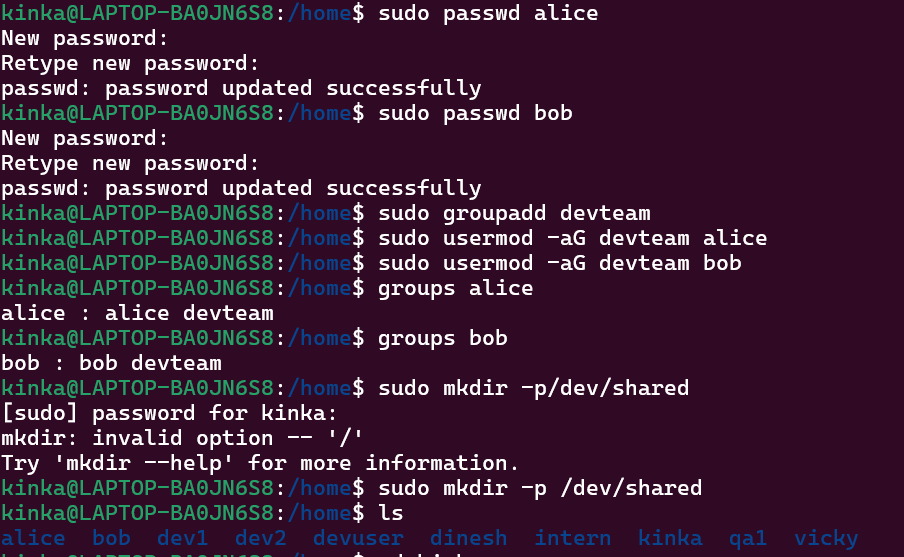 kinka@LAPTOP-BA0JN6S8:/home$ sudo passwd alice
New password:
Retype new password:
passwd: password updated successfully
kinka@LAPTOP-BA0JN6S8:/home$ sudo passwd bob
New password:
Retype new password:
passwd: password updated successfully
kinka@LAPTOP-BA0JN6S8:/home$ sudo groupadd devteam
kinka@LAPTOP-BA0JN6S8:/home$ sudo usermod -aG devteam alice
kinka@LAPTOP-BA0JN6S8:/home$ sudo usermod -aG devteam bob
kinka@LAPTOP-BA0JN6S8:/home$ groups alice
alice : alice devteam
kinka@LAPTOP-BA0JN6S8:/home$ groups bob
bob : bob devteam
kinka@LAPTOP-BA0JN6S8:/home$ sudo mkdir -p/dev/shared
[sudo] password for kinka:
mkdir: invalid option -- '/'
Try 'mkdir --help' for more information.
kinka@LAPTOP-BA0JN6S8:/home$ sudo mkdir -p /dev/shared
kinka@LAPTOP-BA0JN6S8:/home$ ls
alice bob dev1 dev2 devuser dinesh intern kinka qa1 vicky